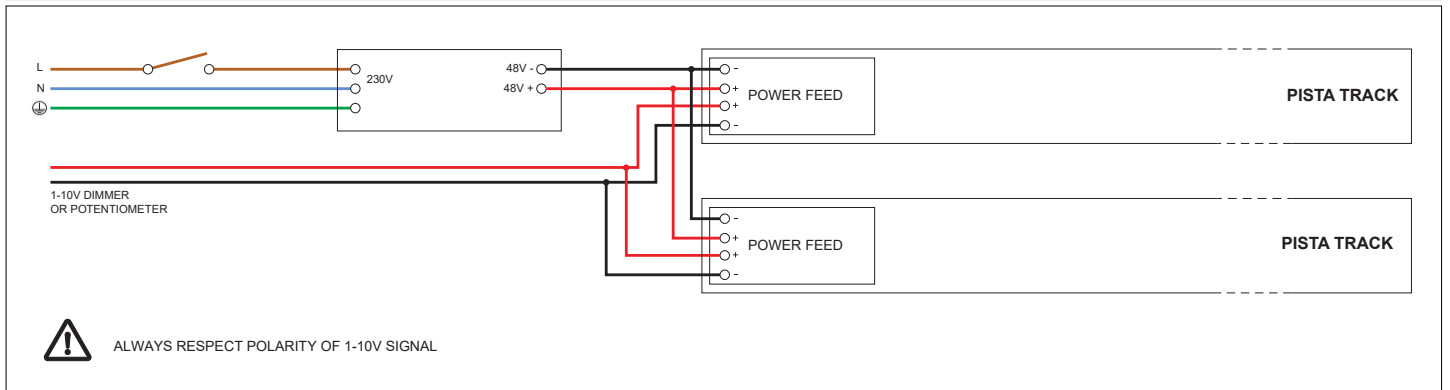 L
N
230V
48V -
48V +
-
+
+
-
POWER FEED
PISTA TRACK
1-10V DIMMER
OR POTENTIOMETER
-
+
+
-
POWER FEED
PISTA TRACK
ALWAYS RESPECT POLARITY OF 1-10V SIGNAL